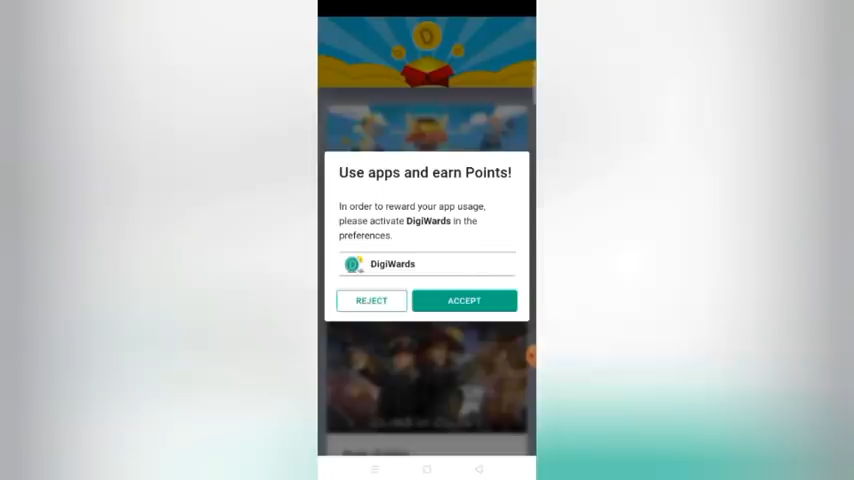 Use apps and earn Points!
In order to reward your app usage,
please activate DigiWards in the
preferences.
DigiWards
REJECT
ACCEPT